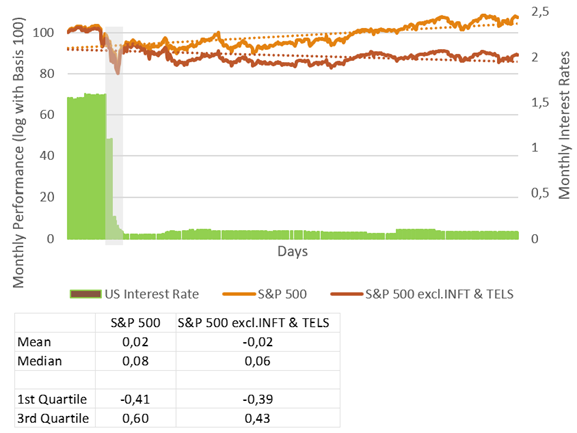 Monthly Performance (log with Basis 100)
100
80
60
40
20
0
2,5
2
1,5
1
0,5
0
Monthly Interest Rates
Days
US Interest Rate S&P 500 S&P 500 excl.INFT & TELS
S&P 500 S&P 500 excl.INFT & TELS
Mean 0,02 -0,02
Median 0,08 0,06
1st Quartile -0,41 -0,39
3rd Quartile 0,60 0,43